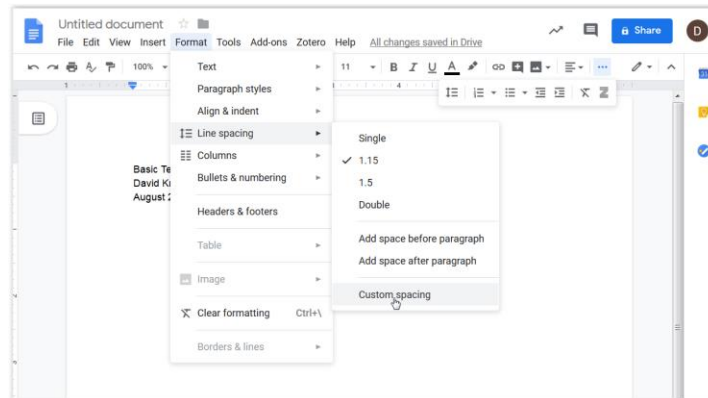 Untitled document
File Edit View Insert Format Tools Add-ons Zotero Help All changes saved in Drive
Share
D
100%
11
B I U A
1
4
Text
Paragraph styles
Align & indent
Line spacing
Columns
Bullets & numbering
Headers & footers
Table
Image
Clear formatting Ctrl+\
Borders & lines
Single
1.15
1.5
Double
Add space before paragraph
Add space after paragraph
Custom spacing
Basic Te
David K
August 2